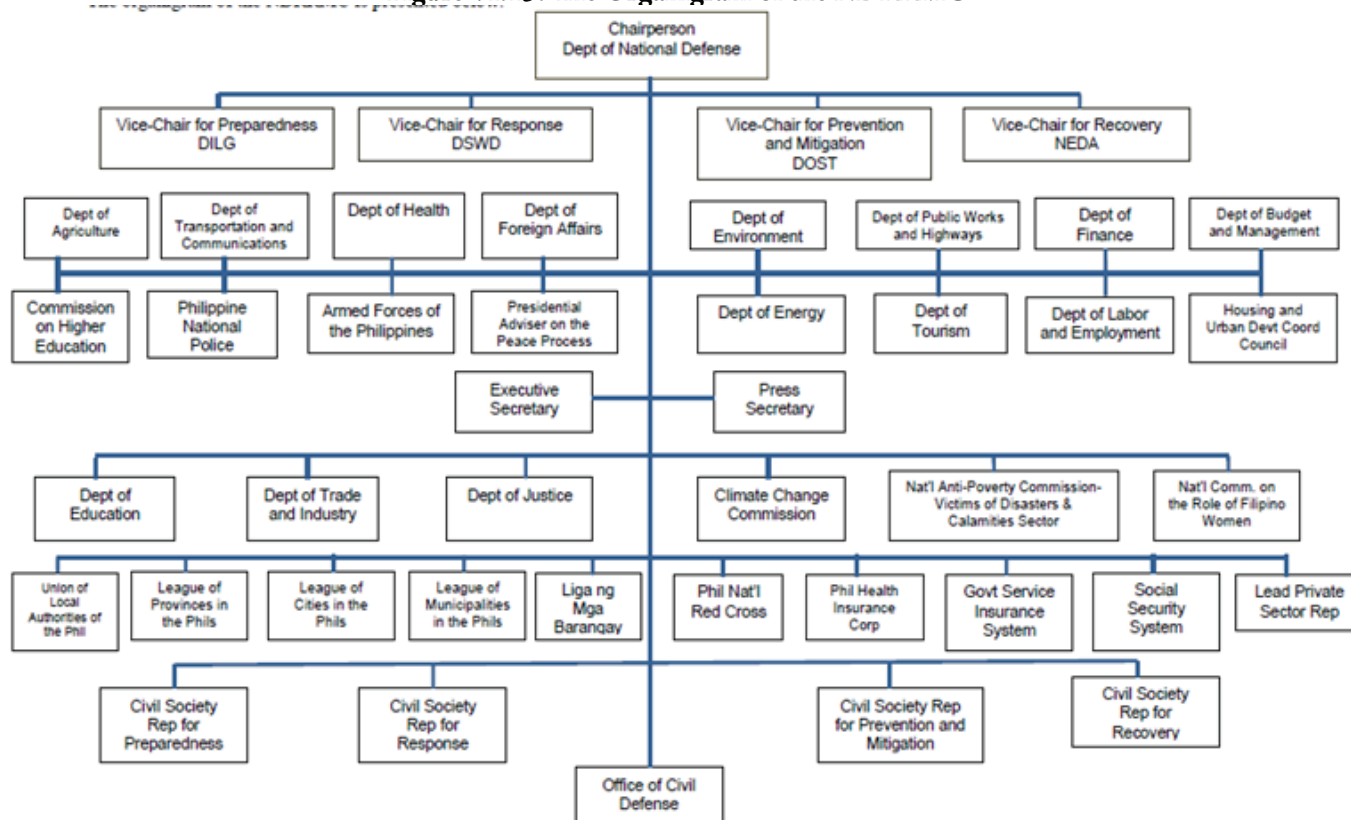 Chairperson
Dept of National Defense
Vice-Chair for Preparedness
DILG
Vice-Chair for Response
DSWD
Vice-Chair for Prevention
and Mitigation
DOST
Vice-Chair for Recovery
NEDA
Dept of
Agriculture
Dept of
Transportation and
Communications
Dept of Health
Dept of
Foreign Affairs
Dept of
Environment
Dept of Public Works
and Highways
Dept of
Finance
Dept of Budget
and Management
Commission
on Higher
Education
Philippine
National
Police
Armed Forces of
the Philippines
Presidential
Adviser on the
Peace Process
Dept of Energy
Dept of
Tourism
Dept of Labor
and Employment
Housing and
Urban Devt Coord
Council
Executive
Secretary
Press
Secretary
Dept of
Education
Dept of Trade
and Industry
Dept of Justice
Climate Change
Commission
Nat'l Anti-Poverty Commission-
Victims of Disasters &
Calamities Sector
Nat'l Comm. on
the Role of Filipino
Women
Union of
Local
Authorities of
the Phil
League of
Provinces in
the Phils
League of
Cities in the
Phils
League of
Municipalities
in the Phils
Liga ng
Mga
Barangay
Phil Nat'l
Red Cross
Phil Health
Insurance
Corp
Govt Service
Insurance
System
Social
Security
System
Lead Private
Sector Rep
Civil Society
Rep for
Preparedness
Civil Society
Rep for
Response
Civil Society Rep
for Prevention and
Mitigation
Civil Society
Rep for
Recovery
Office of Civil
Defense